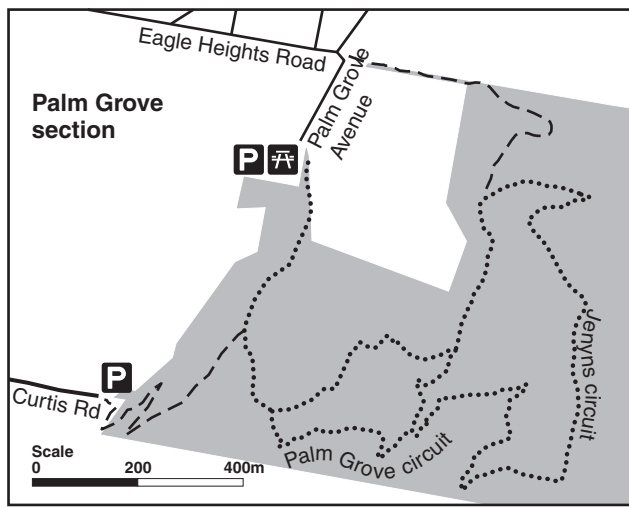 Eagle Heights Road
Palm Grove
Avenue
Palm Grove
section
P
P
Curtis Rd
Jenyns circuit
Palm Grove circuit
Scale
0 200 400m